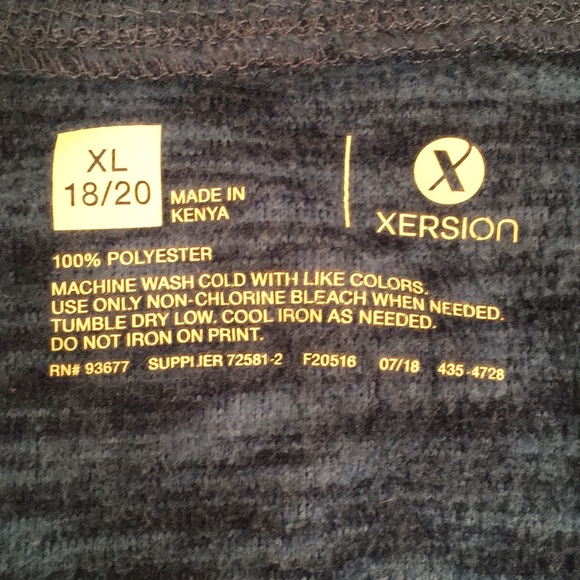 XL
18/20
MADE IN
KENYA
X
XERSION
100% POLYESTER
MACHINE WASH COLD WITH LIKE COLORS.
USE ONLY NON-CHLORINE BLEACH WHEN NEEDED.
TUMBLE DRY LOW. COOL IRON AS NEEDED.
DO NOT IRON ON PRINT.
RN# 93677 SUPPLIER 72581-2 F20516 07/18 435-4728